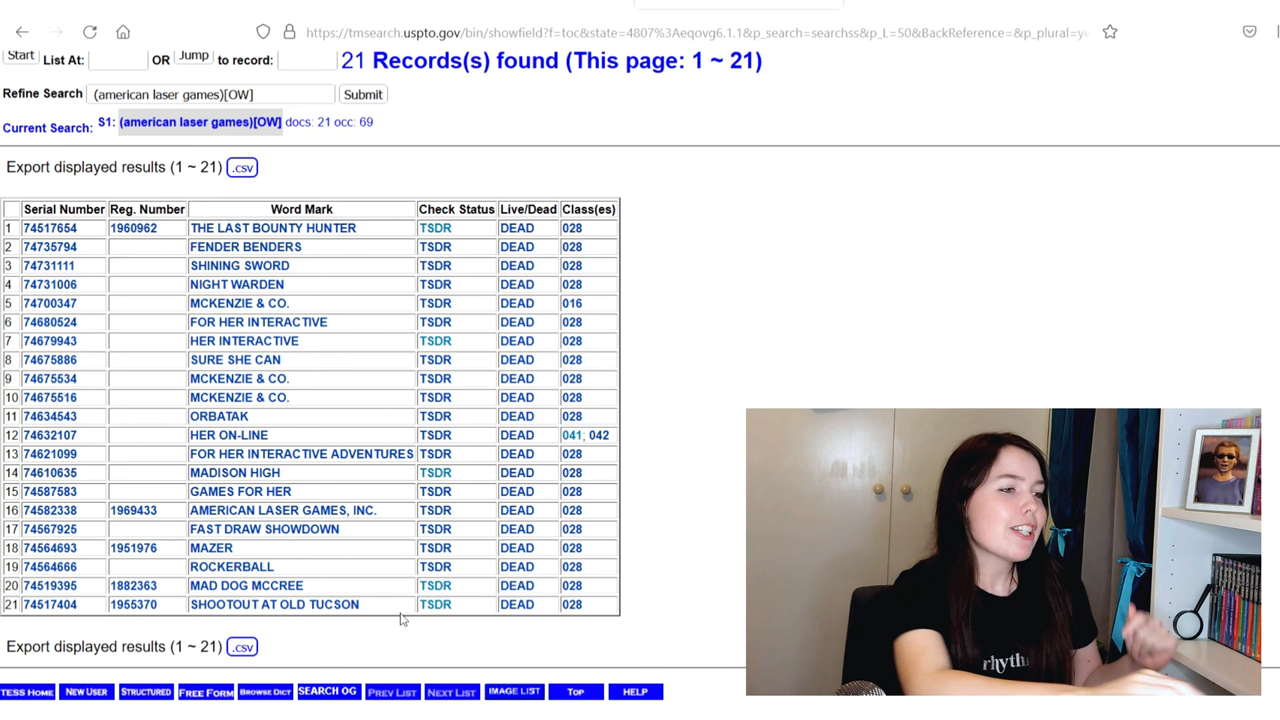 https://tmsearch.uspto.gov/bin/showfield?f=toc&state=4807%3Aeqovg6.1.1&p_search=searchss&p_L=50&BackReference=&p_plural=ye
Start List At: OR Jump to record: 21 Records(s) found (This page: 1 ~ 21)
Refine Search (american laser games)[OW] Submit
Current Search: S1: (american laser games)[OW] docs: 21 occ: 69
Export displayed results (1 ~ 21) .csv
Serial Number Reg. Number Word Mark Check Status Live/Dead Class(es)
1 74517654 1960962 THE LAST BOUNTY HUNTER TSDR DEAD 028
2 74735794 FENDER BENDERS TSDR DEAD 028
3 74731111 SHINING SWORD TSDR DEAD 028
4 74731006 NIGHT WARDEN TSDR DEAD 028
5 74700347 MCKENZIE & CO. TSDR DEAD 016
6 74680524 FOR HER INTERACTIVE TSDR DEAD 028
7 74679943 HER INTERACTIVE TSDR DEAD 028
8 74675886 SURE SHE CAN TSDR DEAD 028
9 74675534 MCKENZIE & CO. TSDR DEAD 028
10 74675516 MCKENZIE & CO. TSDR DEAD 028
11 74634543 ORBATAK TSDR DEAD 028
12 74632107 HER ON-LINE TSDR DEAD 041; 042
13 74621099 FOR HER INTERACTIVE ADVENTURES TSDR DEAD 028
14 74610635 MADISON HIGH TSDR DEAD 028
15 74587583 GAMES FOR HER TSDR DEAD 028
16 74582338 1969433 AMERICAN LASER GAMES, INC. TSDR DEAD 028
17 74567925 FAST DRAW SHOWDOWN TSDR DEAD 028
18 74564693 1951976 MAZER TSDR DEAD 028
19 74564666 ROCKERBALL TSDR DEAD 028
20 74519395 1882363 MAD DOG MCCREE TSDR DEAD 028
21 74517404 1955370 SHOOTOUT AT OLD TUCSON TSDR DEAD 028
Export displayed results (1 ~ 21) .csv
TESS HOME NEW USER STRUCTURED FREE FORM BROWSE DICT SEARCH OG PREV LIST NEXT LIST IMAGE LIST TOP HELP
rhyth